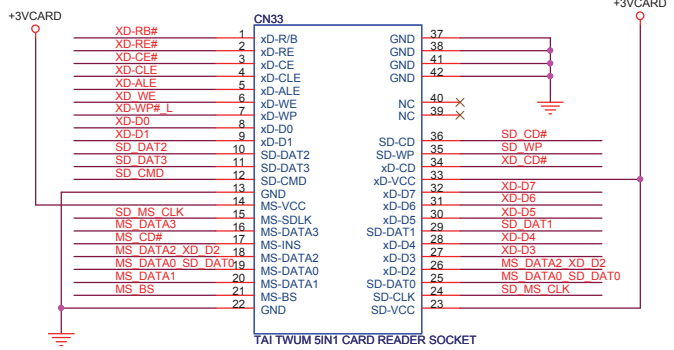 +3VCARD
+3VCARD
CN33
XD-RB# 1 xD-R/B GND 37
XD-RE# 2 xD-RE GND 38
XD-CE# 3 xD-CE GND 41
XD-CLE 4 xD-CLE GND 42
XD-ALE 5 xD-ALE
XD_WE 6 xD-WE NC 40
XD-WP#_L 7 xD-WP NC 39
XD-D0 8 xD-D0
XD-D1 9 xD-D1 SD-CD 36 SD_CD#
SD_DAT2 10 SD-DAT2 SD-WP 35 SD_WP
SD_DAT3 11 SD-DAT3 xD-CD 34 XD_CD#
SD_CMD 12 SD-CMD xD-VCC 33
13 GND xD-D7 32 XD-D7
14 MS-VCC xD-D6 31 XD-D6
SD_MS_CLK 15 MS-SDLK xD-D5 30 XD-D5
MS_DATA3 16 MS-DATA3 SD-DAT1 29 SD_DAT1
MS_CD# 17 MS-INS xD-D4 28 XD-D4
MS_DATA2_XD_D2 18 MS-DATA2 xD-D3 27 XD-D3
MS_DATA0_SD_DAT0 19 MS-DATA0 xD-D2 26 MS_DATA2_XD_D2
MS_DATA1 20 MS-DATA1 SD-DAT0 25 MS_DATA0_SD_DAT0
MS_BS 21 MS-BS SD-CLK 24 SD_MS_CLK
22 GND SD-VCC 23
TAI TWUM 5IN1 CARD READER SOCKET